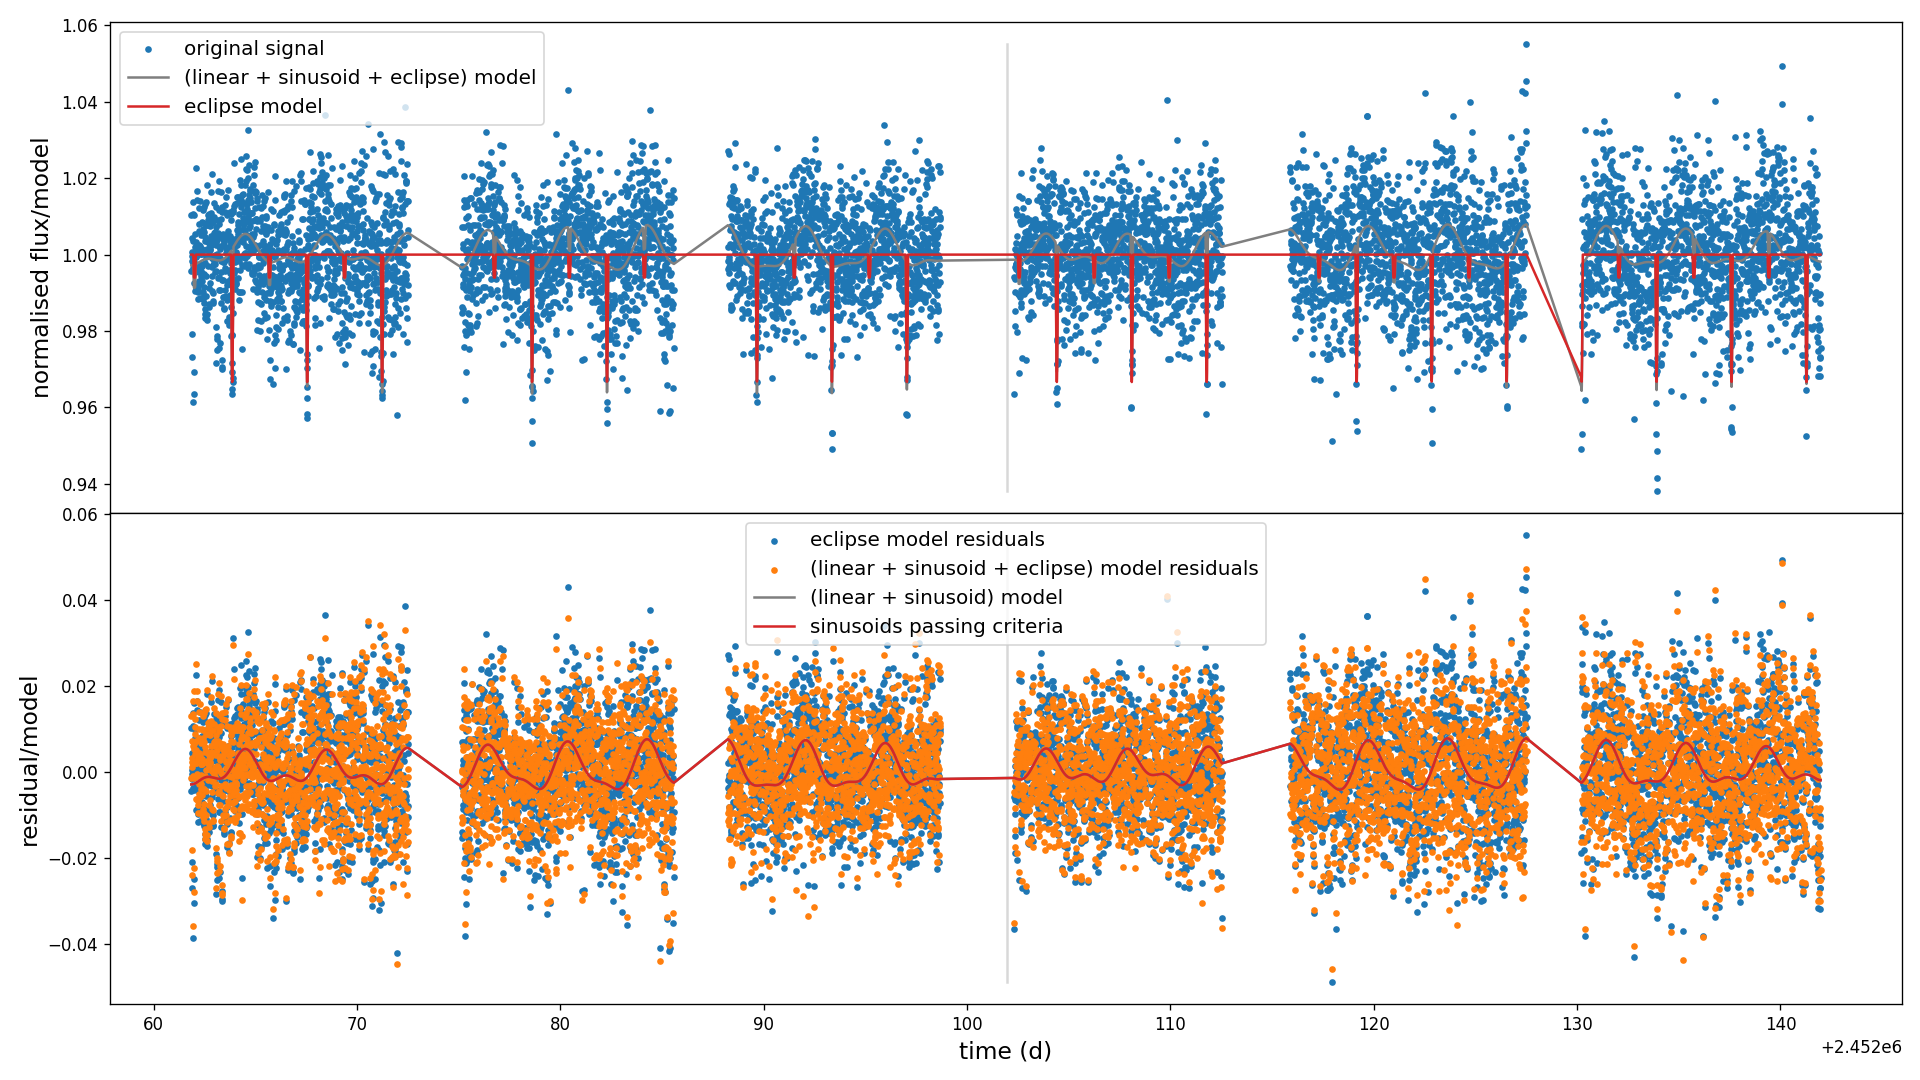 1.06
1.04
1.02
1.00
0.98
0.96
0.94
normalised flux/model
original signal
(linear + sinusoid + eclipse) model
eclipse model
0.06
0.04
0.02
0.00
−0.02
−0.04
residual/model
eclipse model residuals
(linear + sinusoid + eclipse) model residuals
(linear + sinusoid) model
sinusoids passing criteria
60 70 80 90 100 110 120 130 140
time (d)
+2.452e6